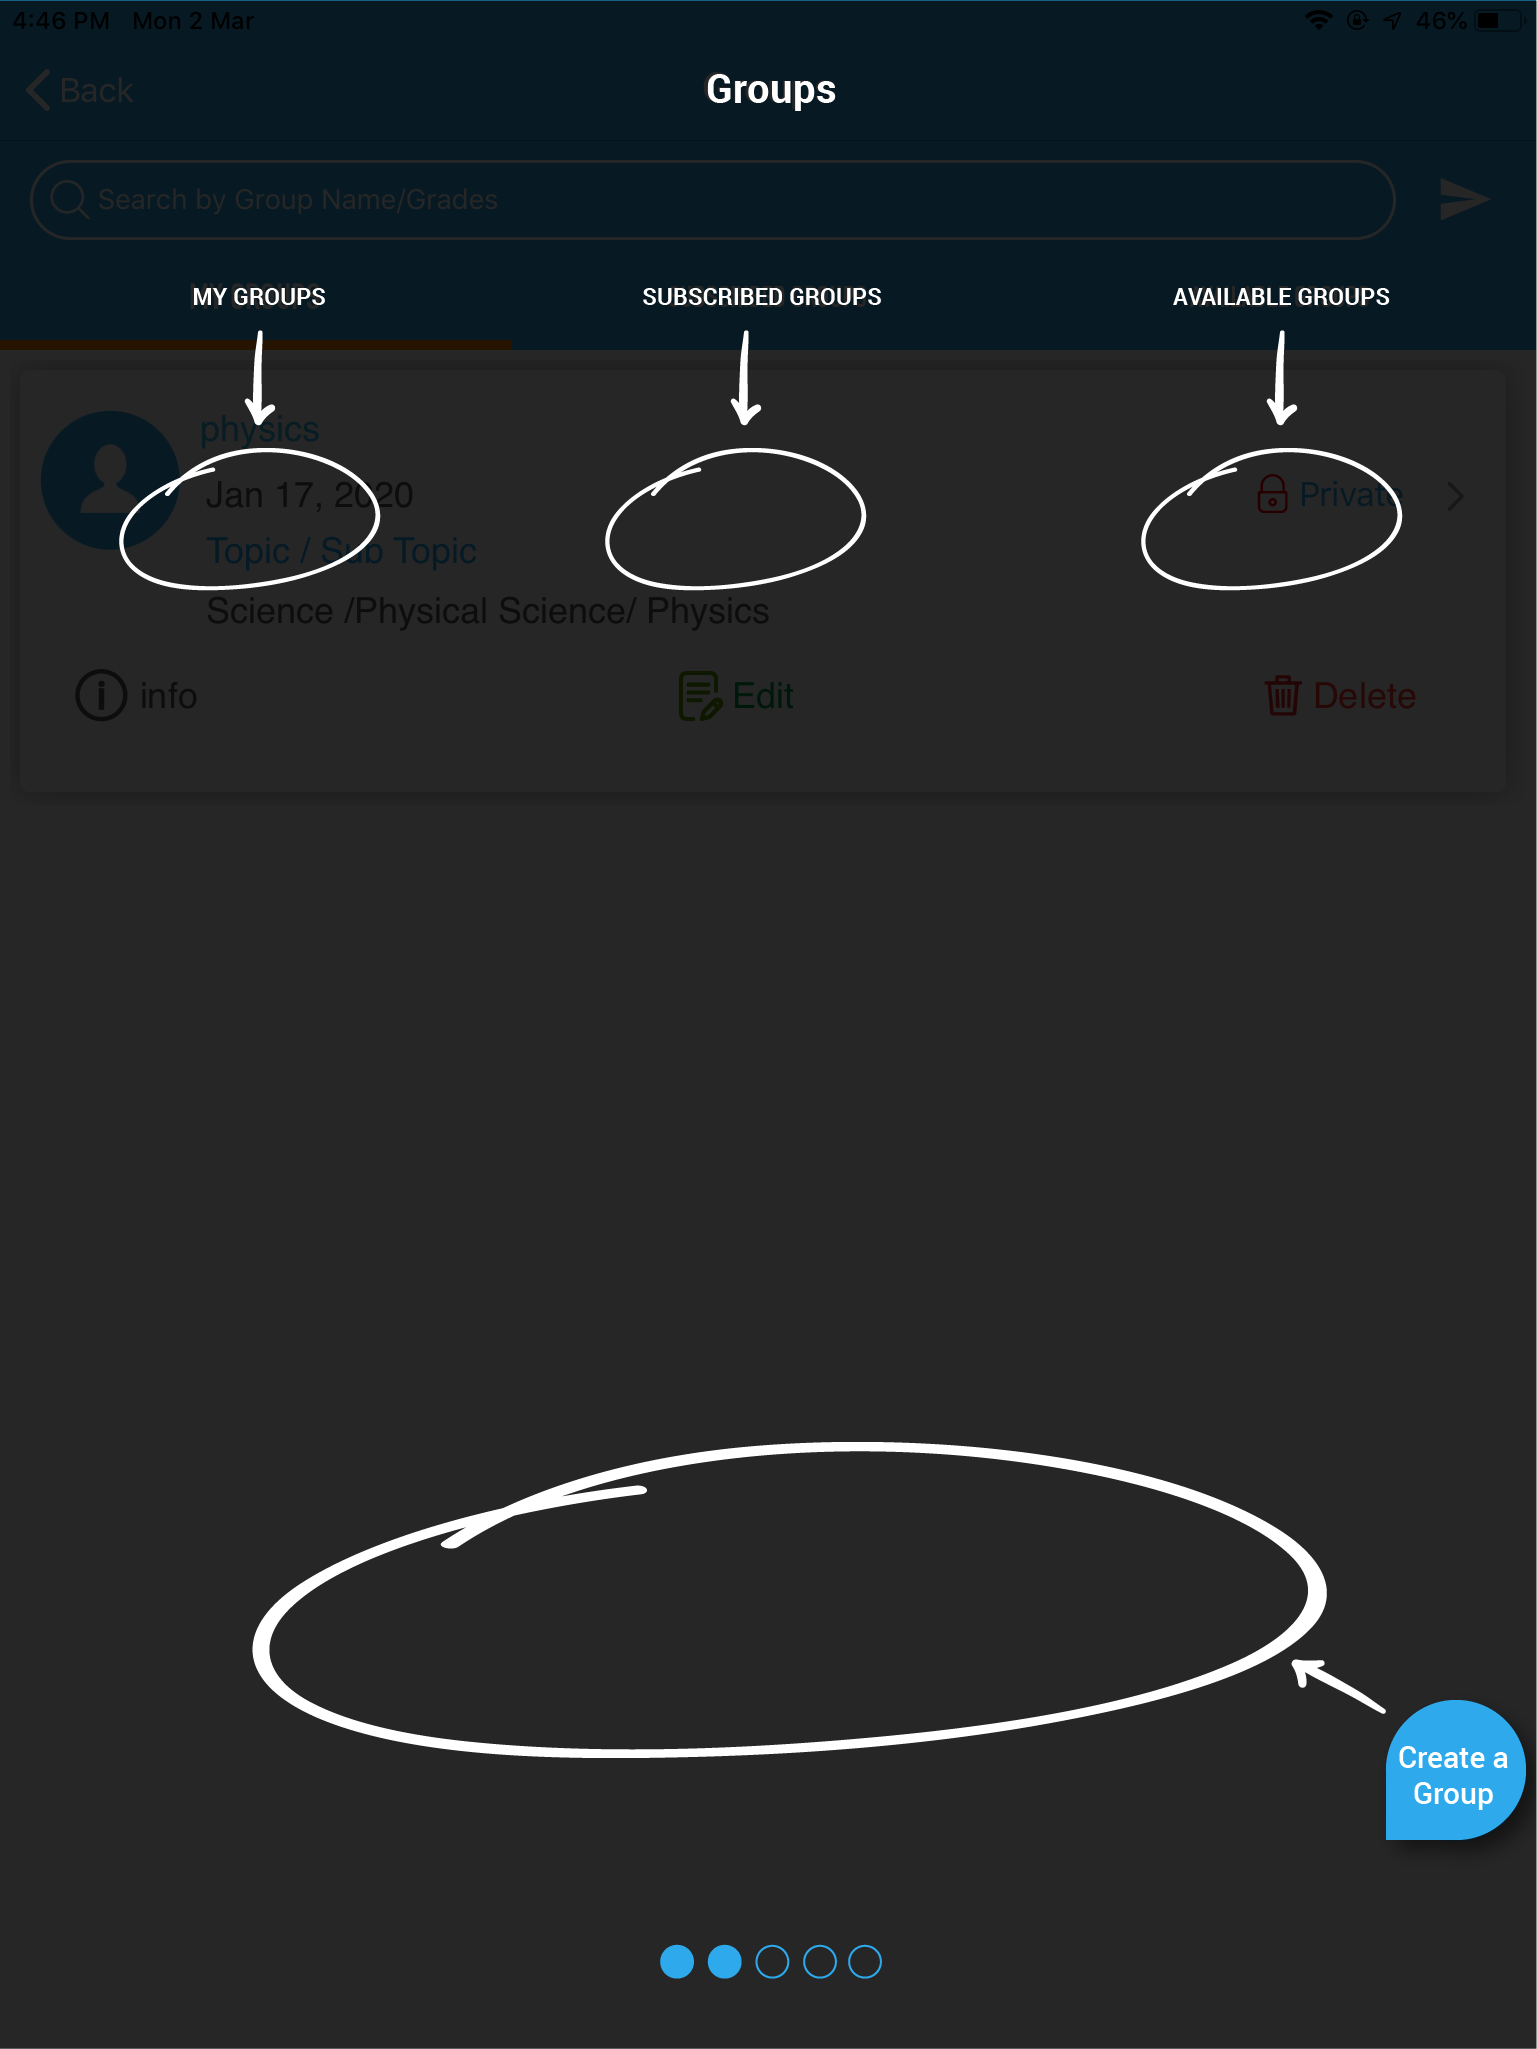 4:46 PM Mon 2 Mar 46%
Back Groups
Search by Group Name/Grades
MY GROUPS SUBSCRIBED GROUPS AVAILABLE GROUPS
physics
Jan 17, 2020 Private
Topic / Sub Topic
Science /Physical Science/ Physics
info Edit Delete
Create a
Group